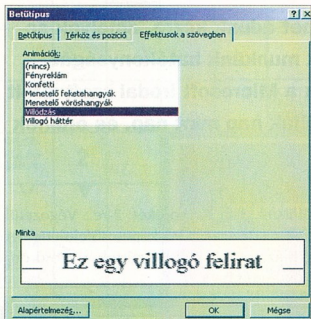 Betűtípus
Betűtípus Térköz és pozíció Effektusok a szövegben
Animációk:
(nincs)
Fényreklám
Konfetti
Menetelő feketehangyák
Menetelő vöröshangyák
Villódzás
Villogó háttér
Minta
Ez egy villogó felirat
Alapértelmezés... OK Mégse